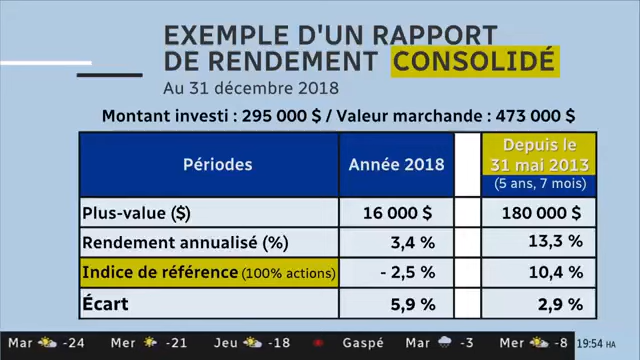 EXEMPLE D'UN RAPPORT
DE RENDEMENT CONSOLIDÉ
Au 31 décembre 2018
Montant investi : 295 000 $ / Valeur marchande : 473 000 $
Périodes Année 2018 Depuis le 31 mai 2013 (5 ans, 7 mois)
Plus-value ($) 16 000 $ 180 000 $
Rendement annualisé (%) 3,4 % 13,3 %
Indice de référence (100% actions) - 2,5 % 10,4 %
Écart 5,9 % 2,9 %
Mar -24 Mer -21 Jeu -18 Gaspé Mar -3 Mer -8 19:54 HA